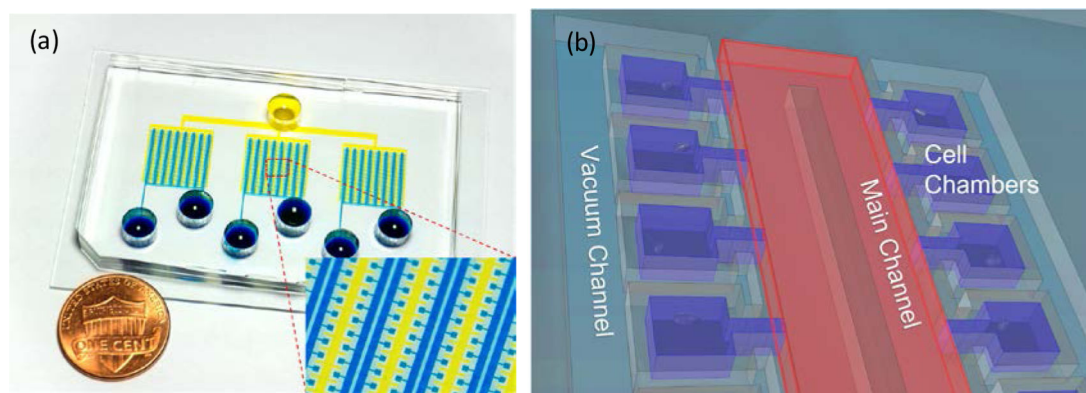 (a)
ONE CENT
(b)
Vacuum Channel
Main Channel
Cell
Chambers